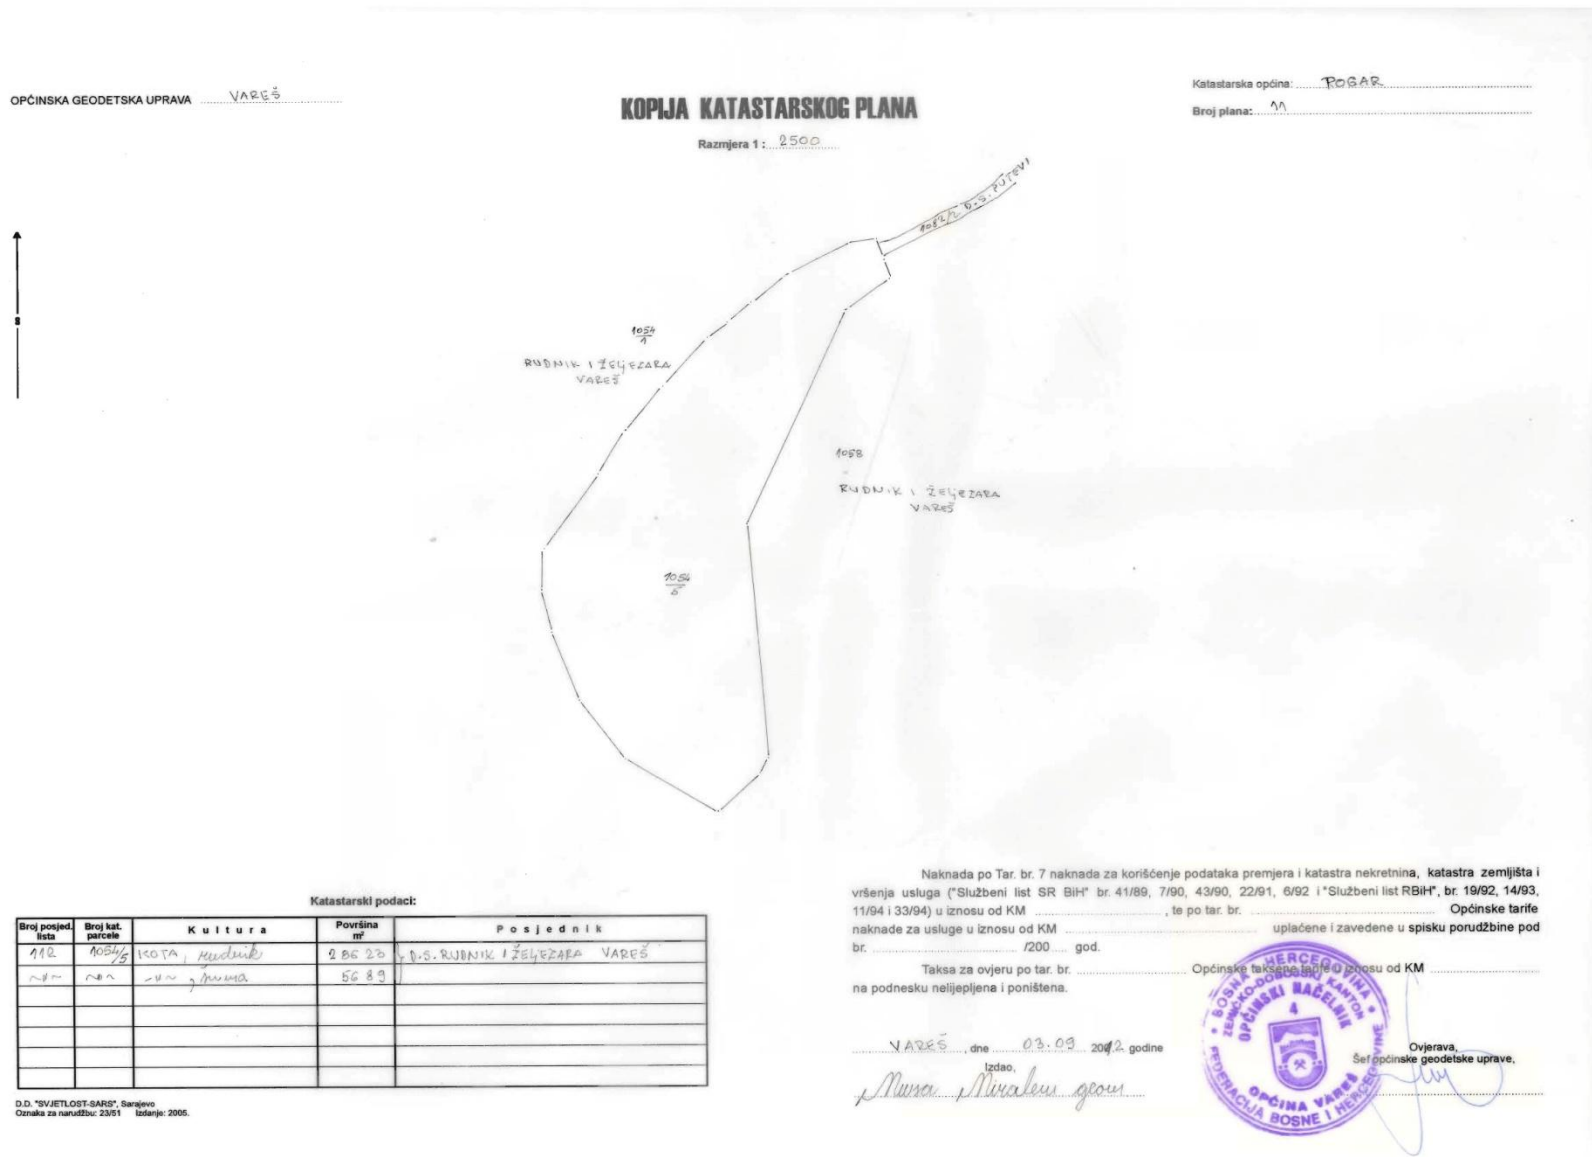 OPĆINSKA GEODETSKA UPRAVA VAREŠ
Katastarska općina: POGAR
Broj plana: 11
KOPIJA KATASTARSKOG PLANA
Razmjera 1: 2500
1052/2 D.S. PUTEVI
S
1054
1
RUDNIK I ŽELJEZARA
VAREŠ
1058
RUDNIK I ŽELJEZARA
VAREŠ
1054
5
Naknada po Tar. br. 7 naknada za korišćenje podataka premjera i katastra nekretnina, katastra zemljišta i
vršenja usluga ("Službeni list SR BiH" br. 41/89, 7/90, 43/90, 22/91, 6/92 i "Službeni list RBiH", br. 19/92, 14/93,
11/94 i 33/94) u iznosu od KM , te po tar. br. Općinske tarife
naknade za usluge u iznosu od KM uplaćene i zavedene u spisku porudžbine pod
br. /200 god.
Taksa za ovjeru po tar. br. Općinske taksene tarife u iznosu od KM
na podnesku nelijepljena i poništena.
Katastarski podaci:
Broj posjed. lista Broj kat. parcele Kultura Površina m² Posjednik
112 1054/5 KOTA, rudnik 2 86 23 D.S. RUDNIK I ŽELJEZARA VAREŠ
šuma 56 89
VAREŠ, dne 03.09 2012 godine
Izdao,
Ovjerava,
Šef općinske geodetske uprave,
BOSNA I HERCEGOVINA
FEDERACIJA BOSNE I HERCEGOVINE
ZENIČKO-DOBOJSKI KANTON
OPĆINSKI NAČELNIK
4
OPĆINA VAREŠ
D.D. "SVJETLOST-SARS", Sarajevo
Oznaka za narudžbu: 23/51 Izdanje: 2005.